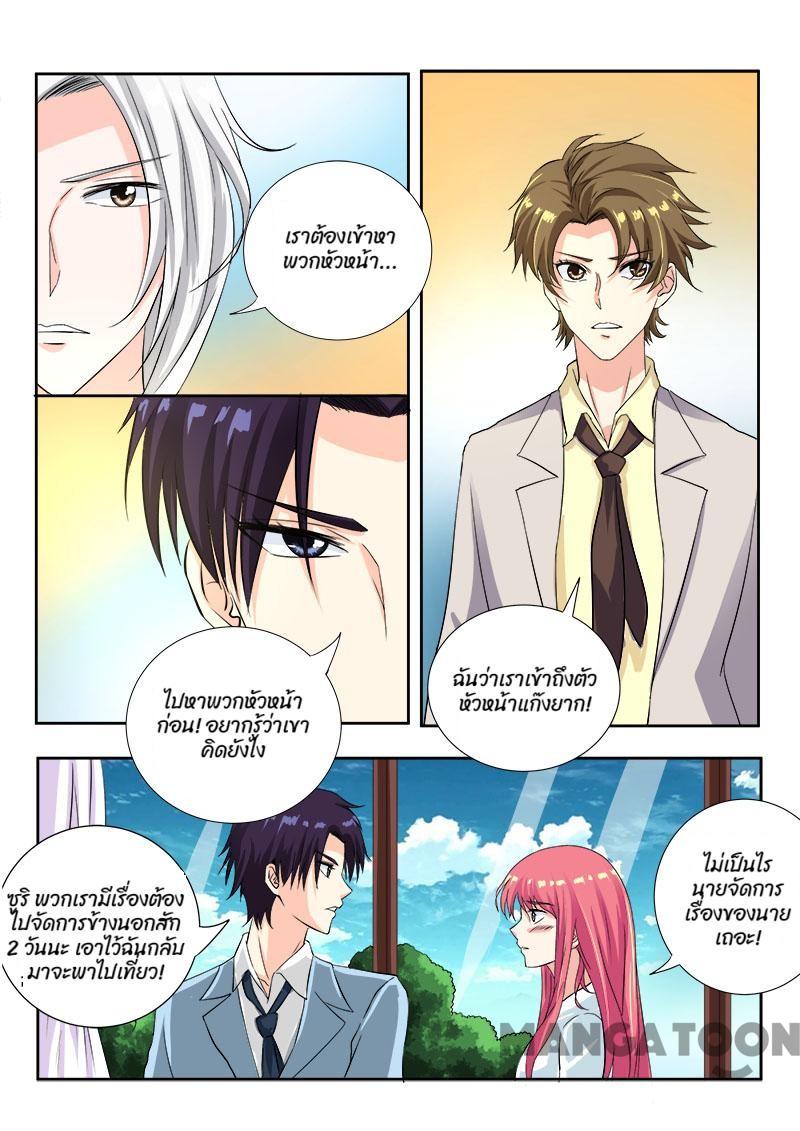 เราต้องเข้าหา
พวกหัวหน้า...
ฉันว่าเราเข้าถึงตัว
หัวหน้าแก๊งยาก!
ไปหาพวกหัวหน้า
ก่อน! อยากรู้ว่าเขา
คิดยังไง
ซูริ พวกเรามีเรื่องต้อง
ไปจัดการข้างนอกสัก
2 วันนะ เอาไว้ฉันกลับ
มาจะพาไปเที่ยว!
ไม่เป็นไร
นายจัดการ
เรื่องของนาย
เถอะ!
MANGATOON